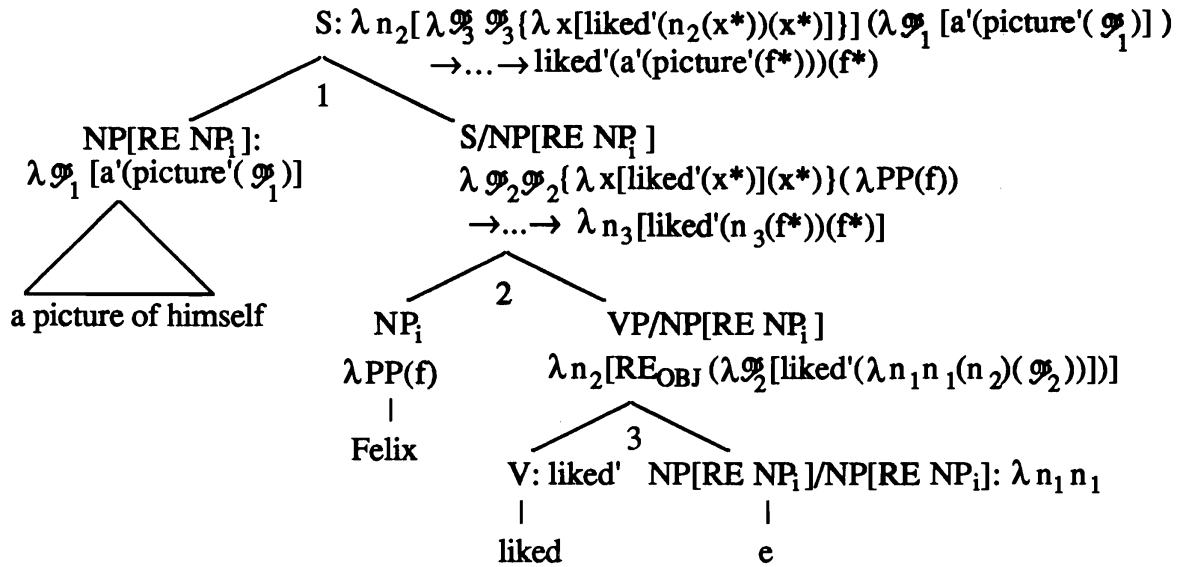 S: λ n₂[ λ𝒫₃ 𝒫₃{λ x[liked'(n₂(x*))(x*)]}] (λ𝒫₁ [a'(picture'( 𝒫₁)] )
→...→ liked'(a'(picture'(f*)))(f*)
1
NP[RE NPᵢ]: S/NP[RE NPᵢ]
λ𝒫₁ [a'(picture'( 𝒫₁)] λ 𝒫₂𝒫₂{ λ x[liked'(x*)](x*)}(λPP(f))
→...→ λ n₃[liked'(n₃(f*))(f*)]
a picture of himself
2
NPᵢ VP/NP[RE NPᵢ]
λPP(f) λ n₂[RE_OBJ (λ𝒫₂[liked'(λ n₁n₁(n₂)( 𝒫₂))])]
Felix
3
V: liked' NP[RE NPᵢ]/NP[RE NPᵢ]: λ n₁ n₁
liked e